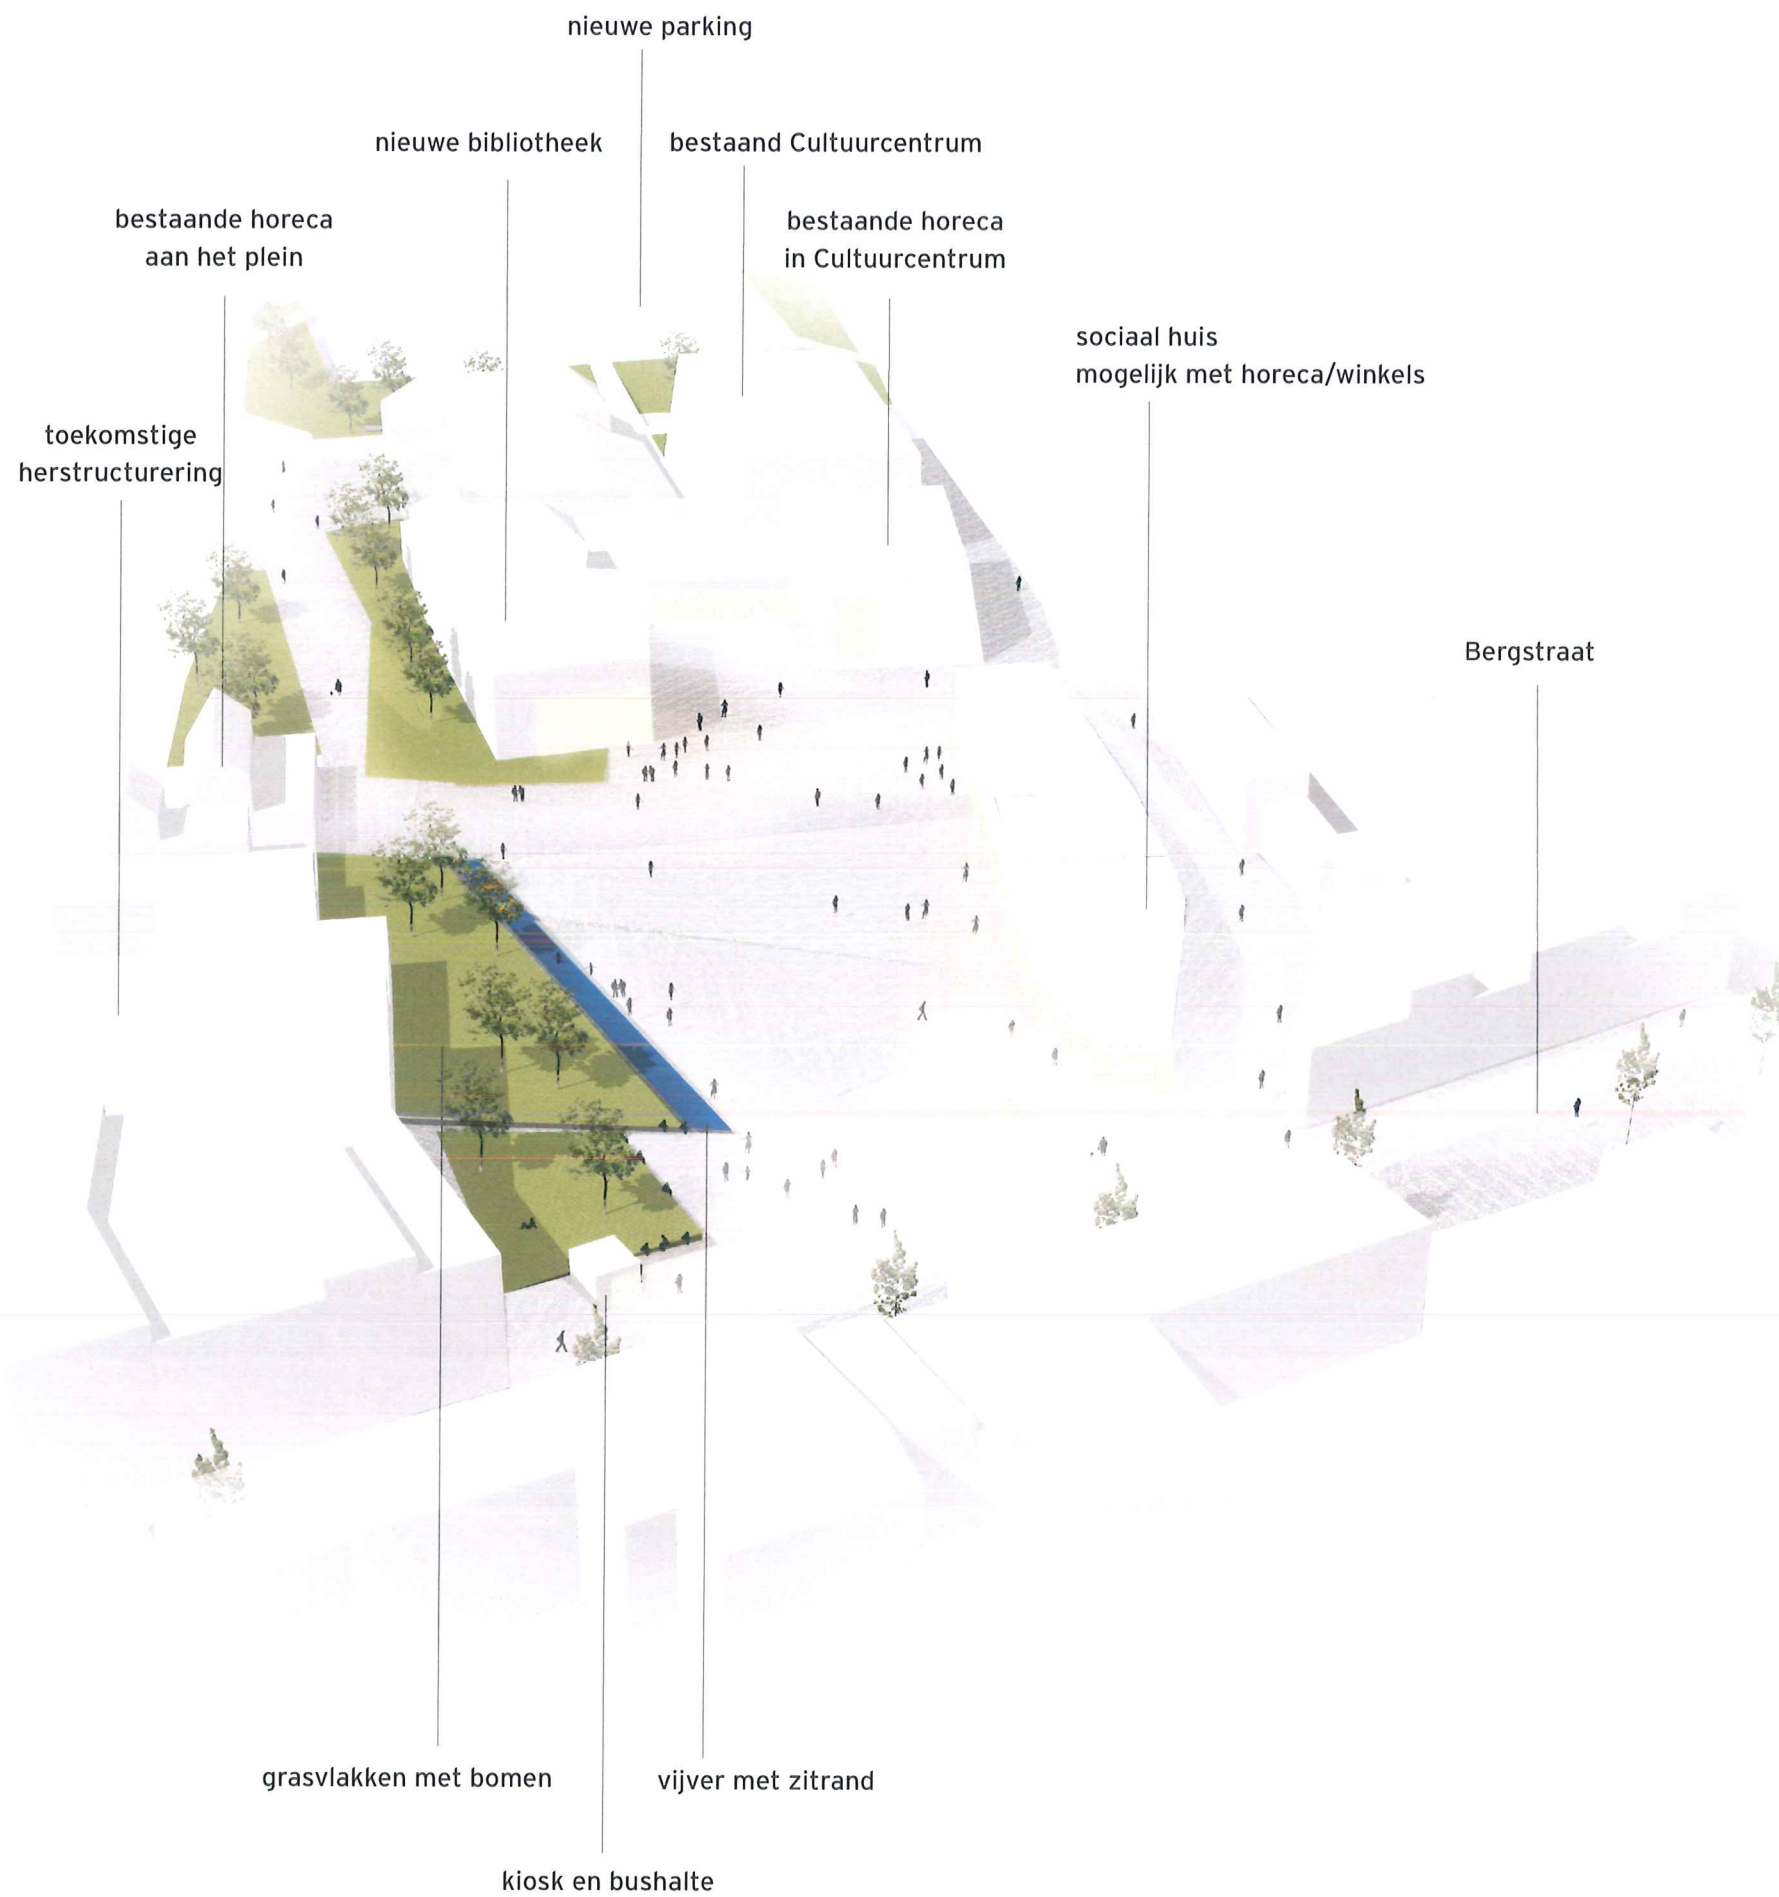 nieuwe parking
nieuwe bibliotheek
bestaand Cultuurcentrum
bestaande horeca
aan het plein
bestaande horeca
in Cultuurcentrum
sociaal huis
mogelijk met horeca/winkels
toekomstige
herstructurering
Bergstraat
grasvlakken met bomen
vijver met zitrand
kiosk en bushalte